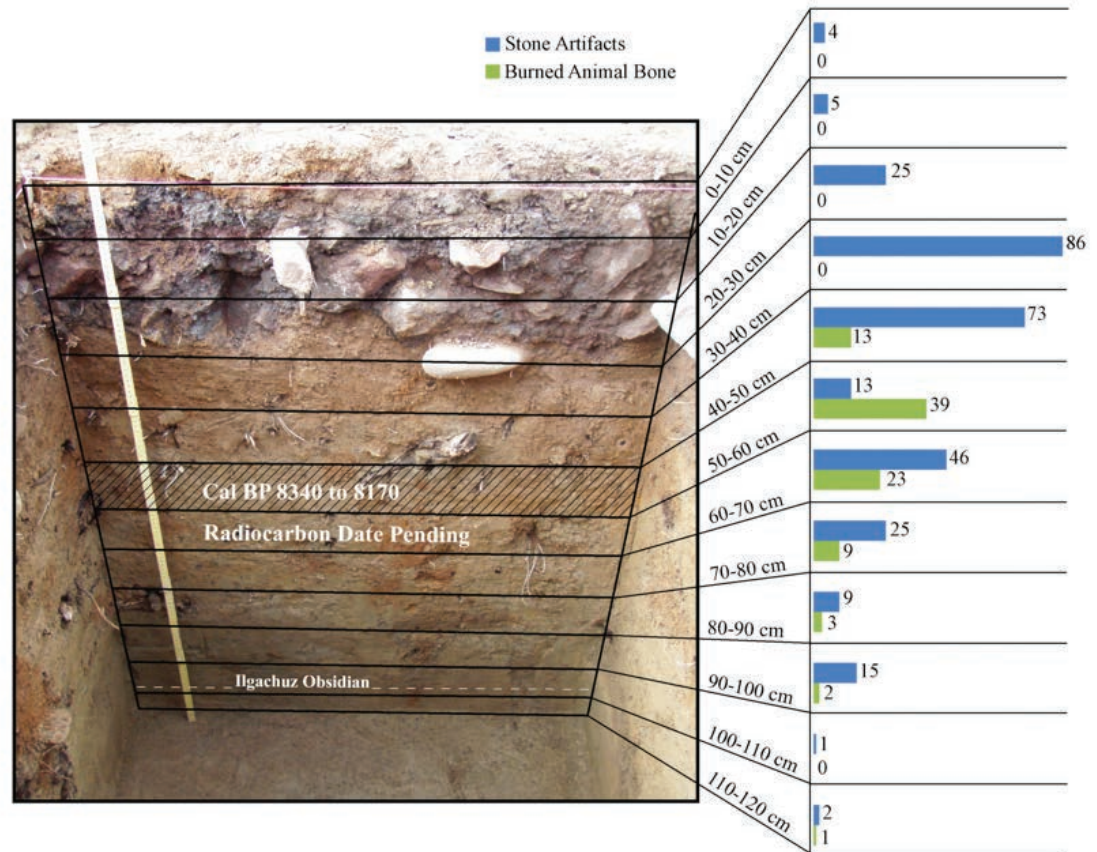 Stone Artifacts
Burned Animal Bone
0-10 cm
4
0
10-20 cm
5
0
20-30 cm
25
0
30-40 cm
86
0
40-50 cm
73
13
50-60 cm
13
39
60-70 cm
46
23
70-80 cm
25
9
80-90 cm
9
3
90-100 cm
15
2
100-110 cm
1
0
110-120 cm
2
1
Cal BP 8340 to 8170
Radiocarbon Date Pending
Ilgachuz Obsidian